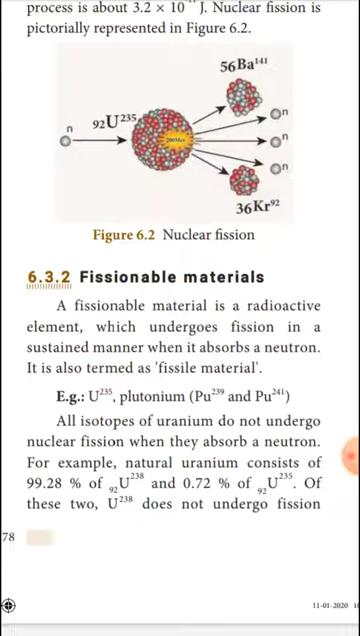 process is about 3.2 × 10⁻ J. Nuclear fission is
pictorially represented in Figure 6.2.
56Ba¹⁴¹
n
92U²³⁵
n
n
n
36Kr⁹²
Figure 6.2 Nuclear fission
6.3.2 Fissionable materials
A fissionable material is a radioactive
element, which undergoes fission in a
sustained manner when it absorbs a neutron.
It is also termed as 'fissile material'.
E.g.: U²³⁵, plutonium (Pu²³⁹ and Pu²⁴¹)
All isotopes of uranium do not undergo
nuclear fission when they absorb a neutron.
For example, natural uranium consists of
99.28 % of ₉₂U²³⁸ and 0.72 % of ₉₂U²³⁵. Of
these two, U²³⁸ does not undergo fission
78
11-01-2020